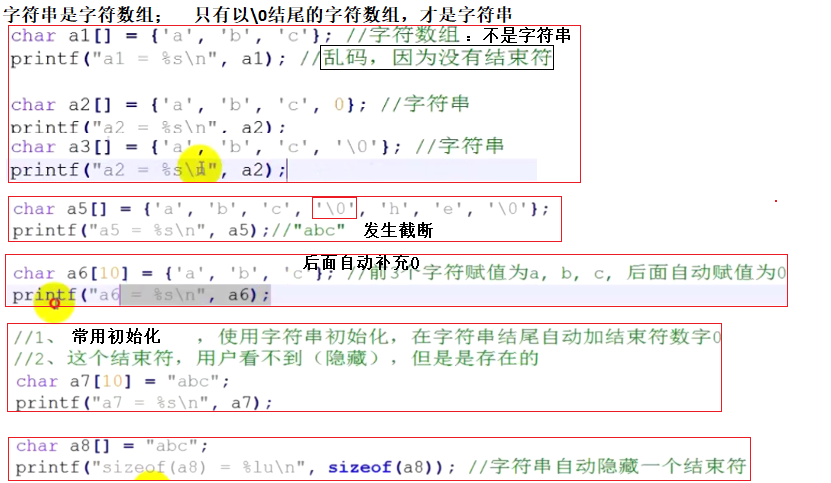 字符串是字符数组；  只有以\0结尾的字符数组，才是字符串
char a1[] = {'a', 'b', 'c'}; //字符数组：不是字符串
printf("a1 = %s\n", a1); //乱码，因为没有结束符
char a2[] = {'a', 'b', 'c', 0}; //字符串
printf("a2 = %s\n", a2);
char a3[] = {'a', 'b', 'c', '\0'}; //字符串
printf("a2 = %s\n", a2);
char a5[] = {'a', 'b', 'c', '\0', 'h', 'e', '\0'};
printf("a5 = %s\n", a5);//"abc"  发生截断
后面自动补充0
char a6[10] = {'a', 'b', 'c'}; //前3个字符赋值为a, b, c, 后面自动赋值为0
printf("a6 = %s\n", a6);
//1、 常用初始化 ，使用字符串初始化，在字符串结尾自动加结束符数字0
//2、这个结束符，用户看不到（隐藏），但是是存在的
char a7[10] = "abc";
printf("a7 = %s\n", a7);
char a8[] = "abc";
printf("sizeof(a8) = %lu\n", sizeof(a8)); //字符串自动隐藏一个结束符